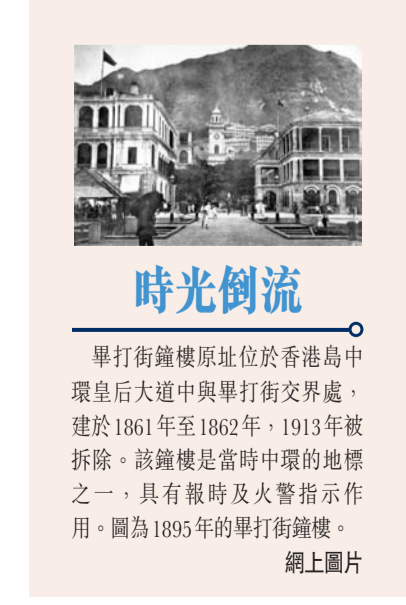 時光倒流
畢打街鐘樓原址位於香港島中
環皇后大道中與畢打街交界處，
建於1861年至1862年，1913年被
拆除。該鐘樓是當時中環的地標
之一，具有報時及火警指示作
用。圖為1895年的畢打街鐘樓。
網上圖片